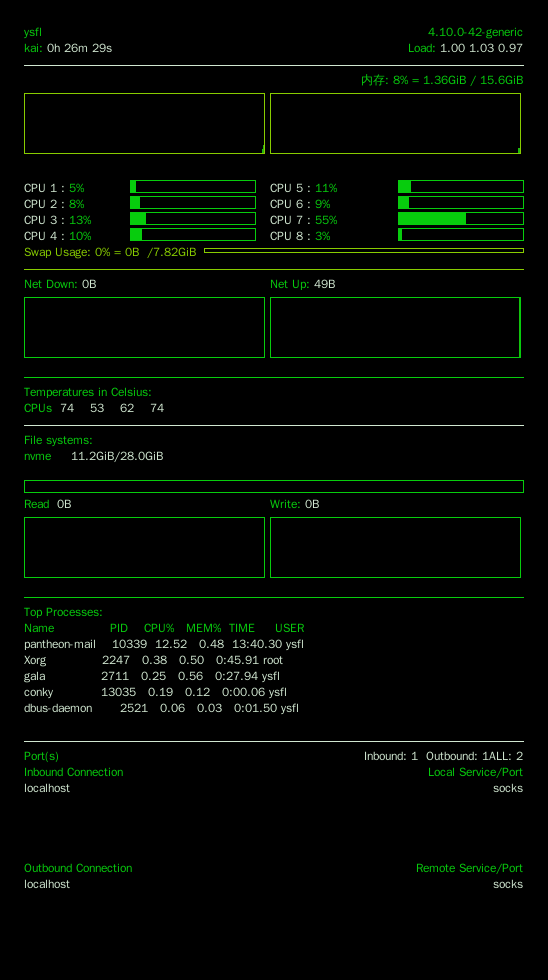 ysfl 4.10.0-42-generic
kai: 0h 26m 29s Load: 1.00 1.03 0.97
内存: 8% = 1.36GiB / 15.6GiB
CPU 1 : 5% CPU 5 : 11%
CPU 2 : 8% CPU 6 : 9%
CPU 3 : 13% CPU 7 : 55%
CPU 4 : 10% CPU 8 : 3%
Swap Usage: 0% = 0B /7.82GiB
Net Down: 0B Net Up: 49B
Temperatures in Celsius:
CPUs 74 53 62 74
File systems:
nvme 11.2GiB/28.0GiB
Read 0B Write: 0B
Top Processes:
Name PID CPU% MEM% TIME USER
pantheon-mail 10339 12.52 0.48 13:40.30 ysfl
Xorg 2247 0.38 0.50 0:45.91 root
gala 2711 0.25 0.56 0:27.94 ysfl
conky 13035 0.19 0.12 0:00.06 ysfl
dbus-daemon 2521 0.06 0.03 0:01.50 ysfl
Port(s) Inbound: 1 Outbound: 1ALL: 2
Inbound Connection Local Service/Port
localhost socks
Outbound Connection Remote Service/Port
localhost socks